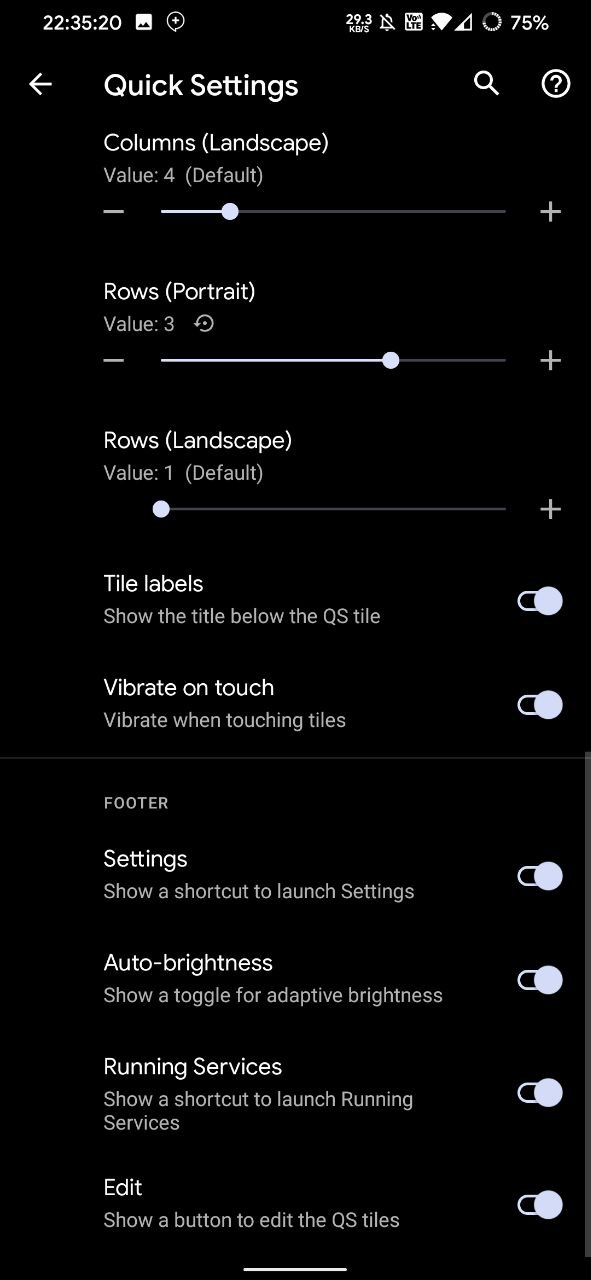 22:35:20 29.3 KB/S Vo LTE 75%
Quick Settings
Columns (Landscape)
Value: 4 (Default)
Rows (Portrait)
Value: 3
Rows (Landscape)
Value: 1 (Default)
Tile labels
Show the title below the QS tile
Vibrate on touch
Vibrate when touching tiles
FOOTER
Settings
Show a shortcut to launch Settings
Auto-brightness
Show a toggle for adaptive brightness
Running Services
Show a shortcut to launch Running
Services
Edit
Show a button to edit the QS tiles